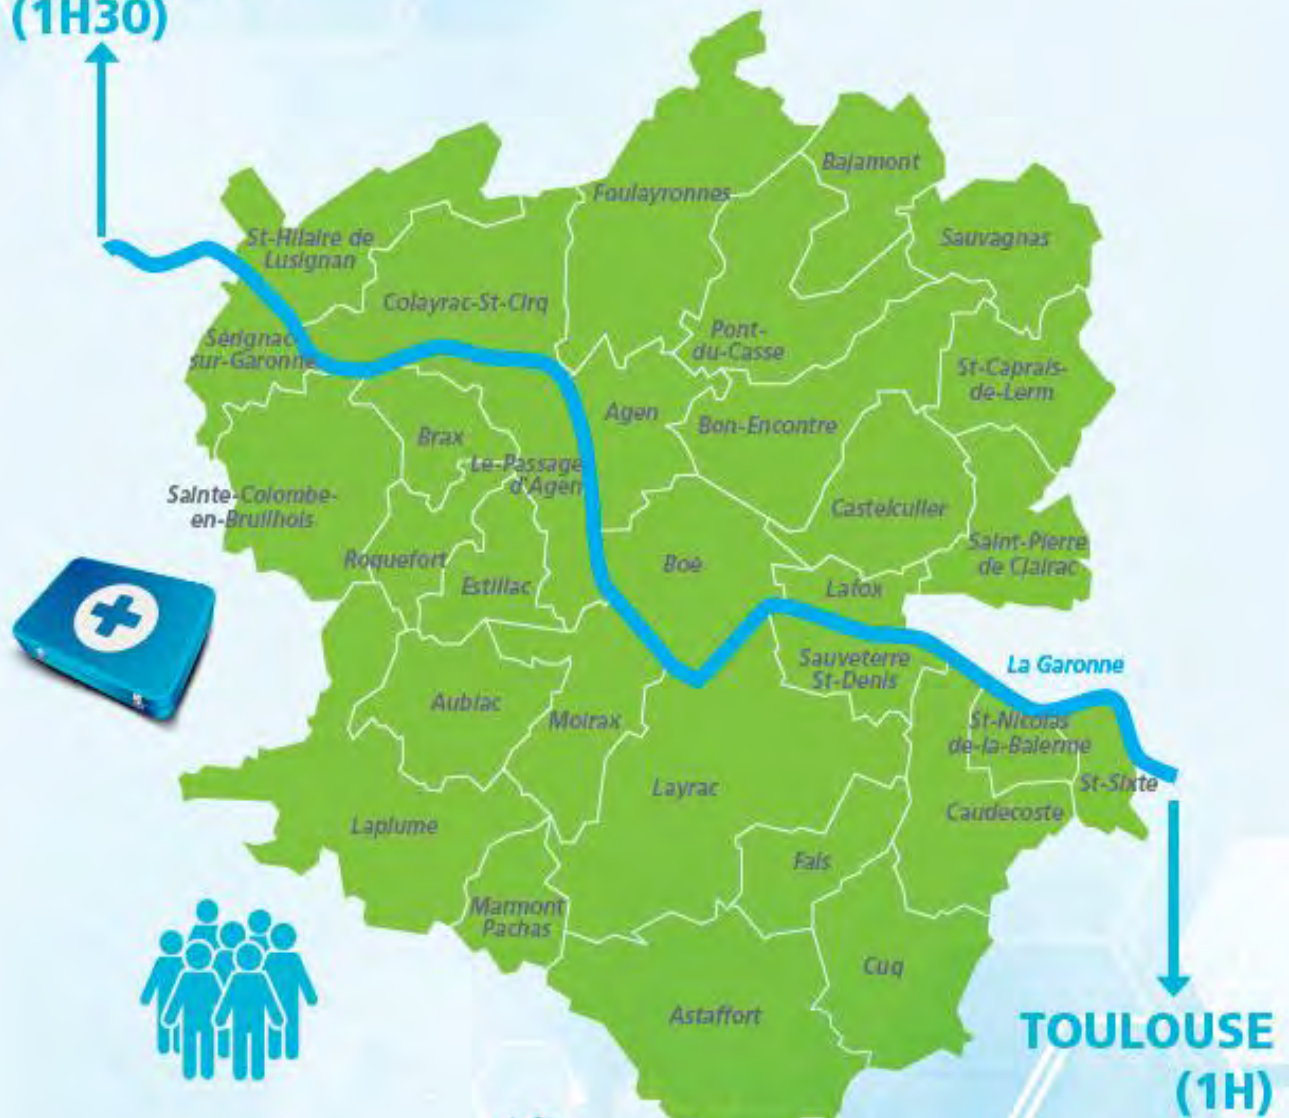 (1H30)
Bajamont
Foulayronnes
St-Hilaire de
Lusignan
Sauvagnas
Colayrac-St-Cirq
Sérignac-
sur-Garonne
Pont-
du-Casse
St-Caprais-
de-Lerm
Agen
Bon-Encontre
Brax
Le-Passage
d'Agen
Sainte-Colombe-
en-Bruilhois
Castelculier
Roquefort
Estillac
Boé
Saint-Pierre
de Clairac
Lafox
Sauveterre
St-Denis
La Garonne
Aubiac
Moirax
St-Nicolas
de-la-Balerme
Layrac
St-Sixte
Caudecoste
Laplume
Fals
Marmont
Pachas
Cuq
Astaffort
TOULOUSE
(1H)